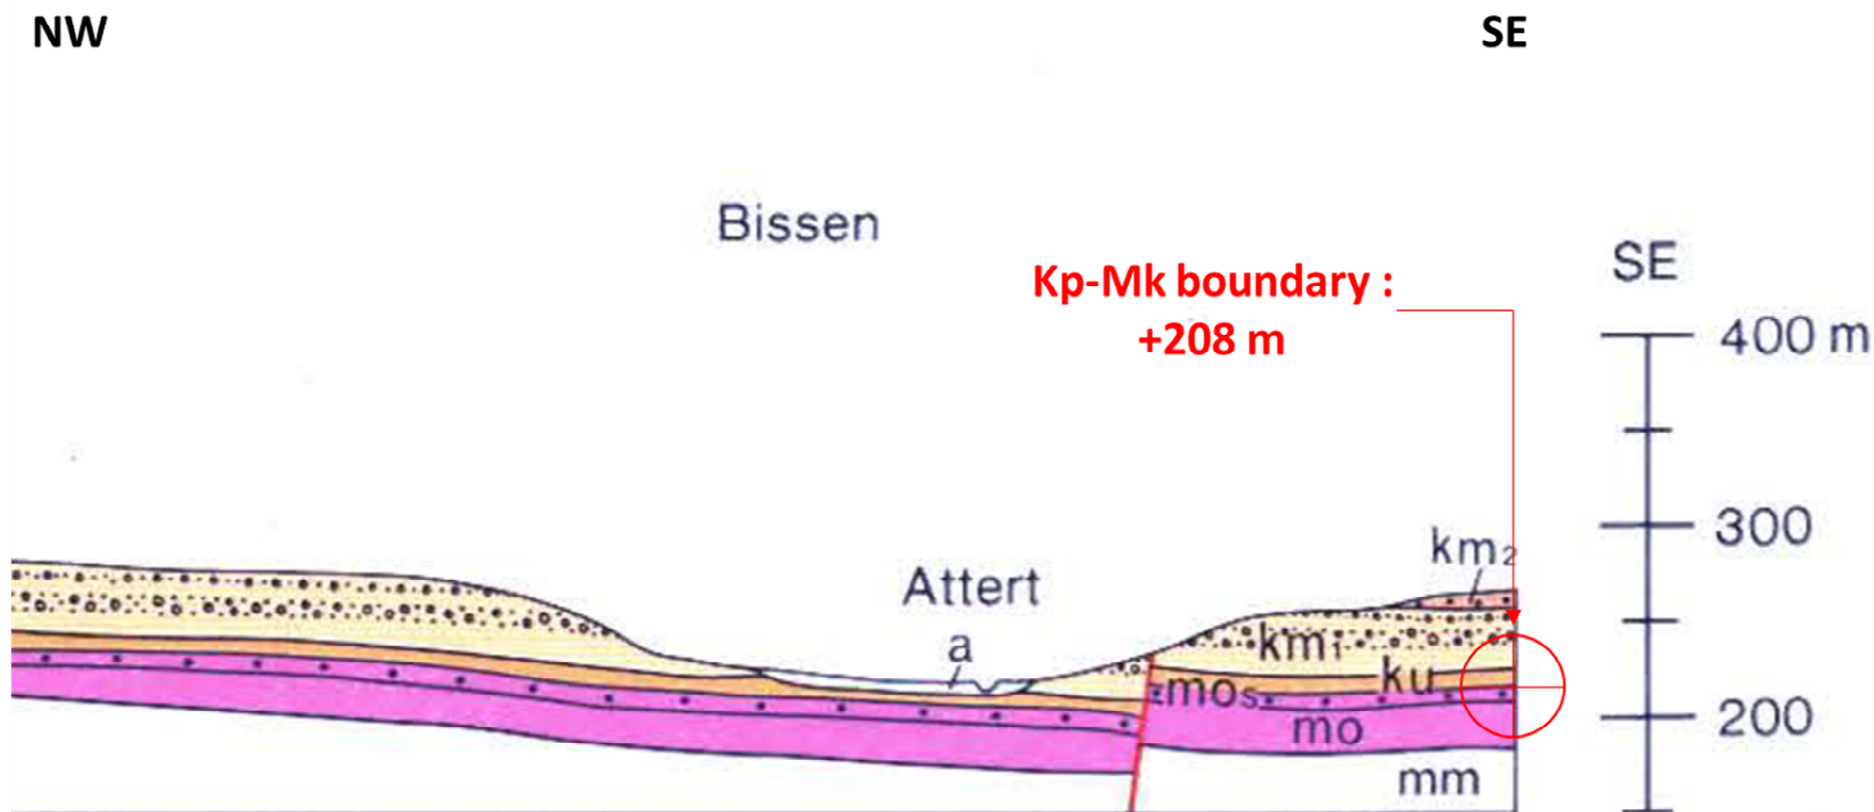 NW
SE
Bissen
SE
Kp-Mk boundary :
+208 m
400 m
300
km2
Attert
a
km1
ku
mos
200
mo
mm